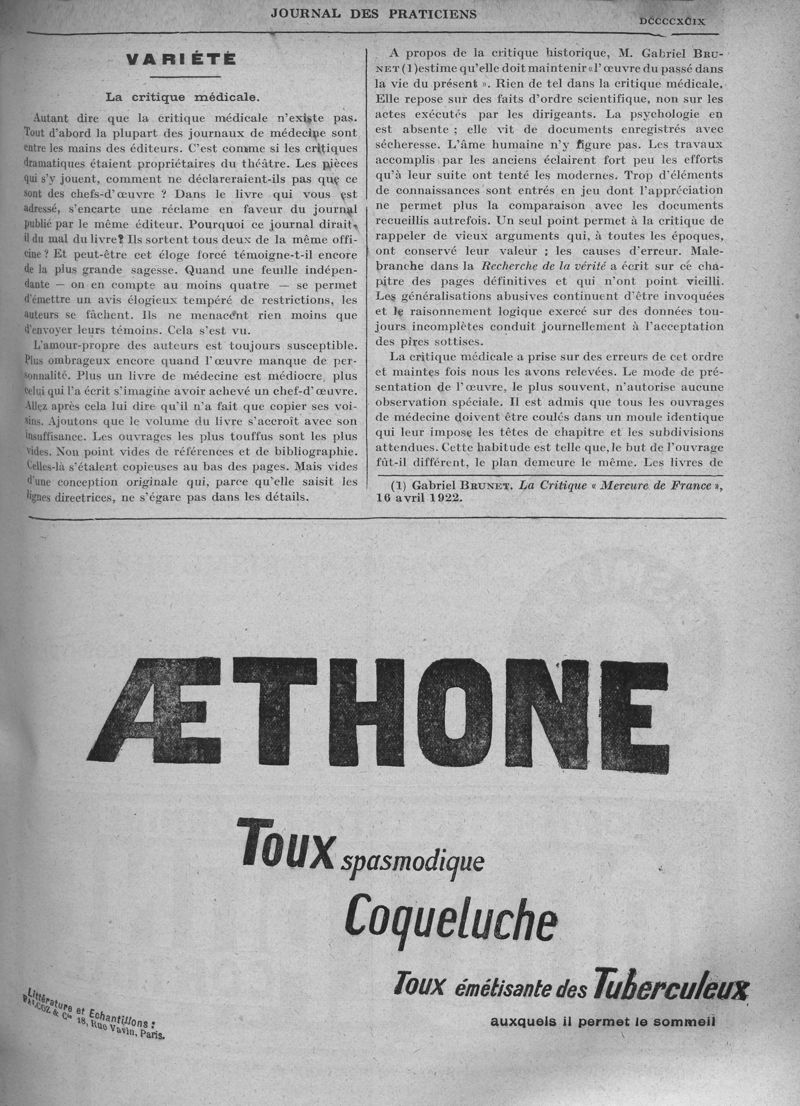 JOURNAL DES PRATICIENS
DCCCCXCIX
VARIÉTÉ
La critique médicale.
Autant dire que la critique médicale n'existe pas.
Tout d'abord la plupart des journaux de médecine sont
entre les mains des éditeurs. C'est comme si les critiques
dramatiques étaient propriétaires du théâtre. Les pièces
qui s'y jouent, comment ne déclareraient-ils pas que ce
sont des chefs-d'œuvre ? Dans le livre qui vous est
adressé, s'encarte une réclame en faveur du journal
publié par le même éditeur. Pourquoi ce journal dirait-
il du mal du livre? Ils sortent tous deux de la même offi-
cine ? Et peut-être cet éloge forcé témoigne-t-il encore
de la plus grande sagesse. Quand une feuille indépen-
dante — on en compte au moins quatre — se permet
d'émettre un avis élogieux tempéré de restrictions, les
auteurs se fâchent. Ils ne menacent rien moins que
d'envoyer leurs témoins. Cela s'est vu.
L'amour-propre des auteurs est toujours susceptible.
Plus ombrageux encore quand l'œuvre manque de per-
sonnalité. Plus un livre de médecine est médiocre, plus
celui qui l'a écrit s'imagine avoir achevé un chef-d'œuvre.
Allez après cela lui dire qu'il n'a fait que copier ses voi-
sins. Ajoutons que le volume du livre s'accroît avec son
insuffisance. Les ouvrages les plus touffus sont les plus
vides. Non point vides de références et de bibliographie.
Celles-là s'étalent copieuses au bas des pages. Mais vides
d'une conception originale qui, parce qu'elle saisit les
lignes directrices, ne s'égare pas dans les détails.
A propos de la critique historique, M. Gabriel BRU-
NET (1) estime qu'elle doit maintenir « l'œuvre du passé dans
la vie du présent ». Rien de tel dans la critique médicale.
Elle repose sur des faits d'ordre scientifique, non sur les
actes exécutés par les dirigeants. La psychologie en
est absente ; elle vit de documents enregistrés avec
sécheresse. L'âme humaine n'y figure pas. Les travaux
accomplis par les anciens éclairent fort peu les efforts
qu'à leur suite ont tenté les modernes. Trop d'éléments
de connaissances sont entrés en jeu dont l'appréciation
ne permet plus la comparaison avec les documents
recueillis autrefois. Un seul point permet à la critique de
rappeler de vieux arguments qui, à toutes les époques,
ont conservé leur valeur ; les causes d'erreur. Male-
branche dans la Recherche de la vérité a écrit sur ce cha-
pitre des pages définitives et qui n'ont point vieilli.
Les généralisations abusives continuent d'être invoquées
et le raisonnement logique exercé sur des données tou-
jours incomplètes conduit journellement à l'acceptation
des pires sottises.
La critique médicale a prise sur des erreurs de cet ordre
et maintes fois nous les avons relevées. Le mode de pré-
sentation de l'œuvre, le plus souvent, n'autorise aucune
observation spéciale. Il est admis que tous les ouvrages
de médecine doivent être coulés dans un moule identique
qui leur impose les têtes de chapitre et les subdivisions
attendues. Cette habitude est telle que, le but de l'ouvrage
fût-il différent, le plan demeure le même. Les livres de
(1) Gabriel BRUNET. La Critique « Mercure de France »,
16 avril 1922.
ÆTHONE
Toux spasmodique
Coqueluche
Toux émétisante des Tuberculeux
auxquels il permet le sommeil
Littérature et Echantillons :
FALCOZ & Cie 18, Rue Vavin, Paris.